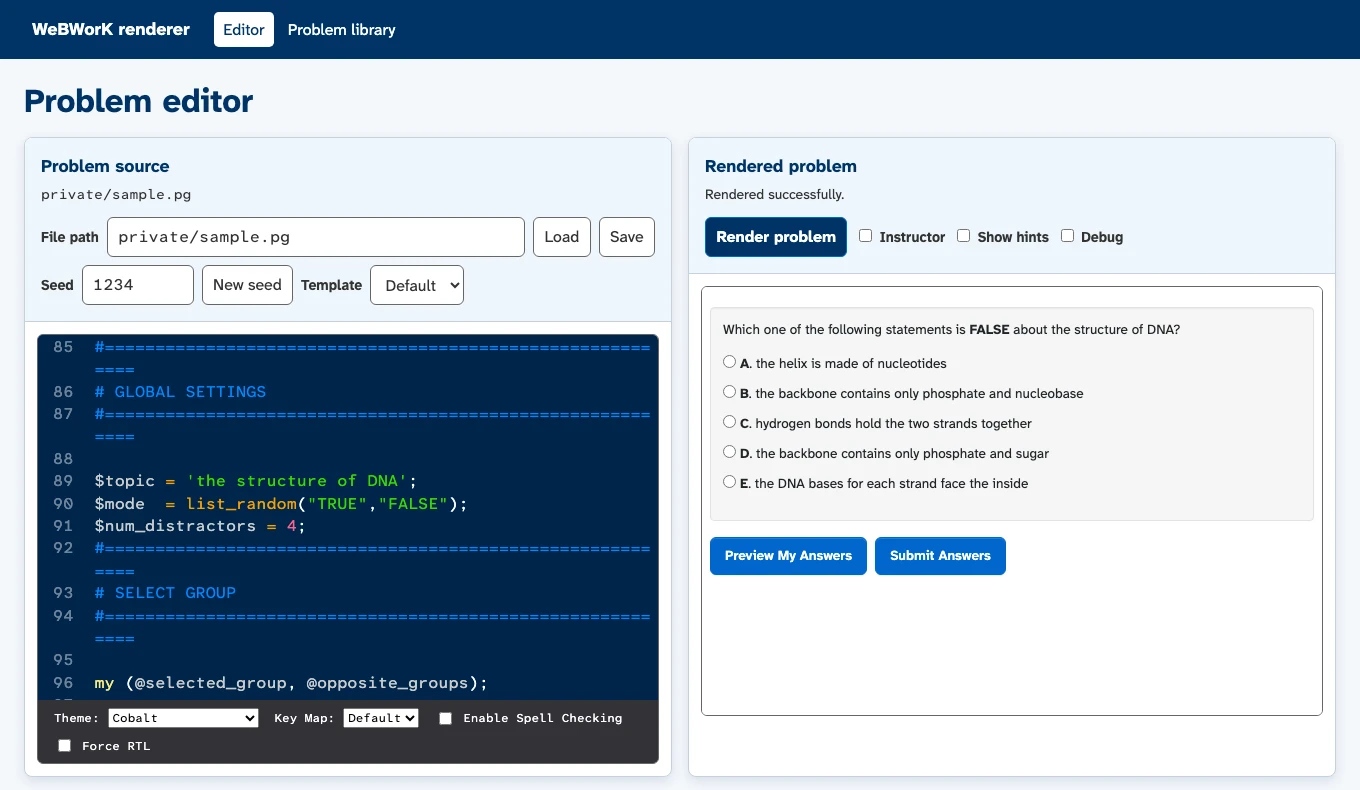 WeBWorK renderer Editor Problem library
Problem editor
Problem source
private/sample.pg
File path private/sample.pg Load Save
Seed 1234 New seed Template Default
85 #======================================================
====
86 # GLOBAL SETTINGS
87 #======================================================
====
88
89 $topic = 'the structure of DNA';
90 $mode  = list_random("TRUE","FALSE");
91 $num_distractors = 4;
92 #======================================================
====
93 # SELECT GROUP
94 #======================================================
====
95
96 my (@selected_group, @opposite_groups);
Theme: Cobalt Key Map: Default Enable Spell Checking
Force RTL
Rendered problem
Rendered successfully.
Render problem Instructor Show hints Debug
Which one of the following statements is FALSE about the structure of DNA?
A. the helix is made of nucleotides
B. the backbone contains only phosphate and nucleobase
C. hydrogen bonds hold the two strands together
D. the backbone contains only phosphate and sugar
E. the DNA bases for each strand face the inside
Preview My Answers Submit Answers